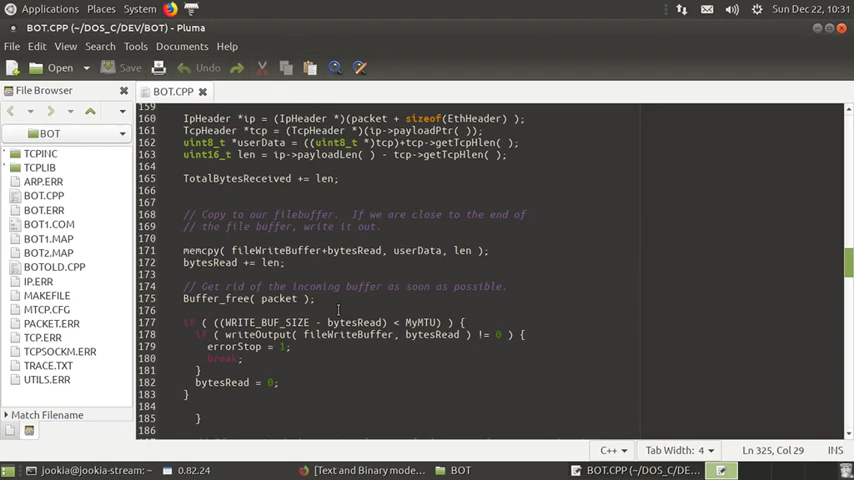 Applications Places System Sun Dec 22, 10:31
BOT.CPP (~/DOS_C/DEV/BOT) - Pluma
File Edit View Search Tools Documents Help
Open Save Undo
File Browser
BOT.CPP
BOT
TCPINC
TCPLIB
ARP.ERR
BOT.CPP
BOT.ERR
BOT1.COM
BOT1.MAP
BOT2.MAP
BOTOLD.CPP
IP.ERR
MAKEFILE
MTCP.CFG
PACKET.ERR
TCP.ERR
TCPSOCKM.ERR
TRACE.TXT
UTILS.ERR
Match Filename
159
160 IpHeader *ip = (IpHeader *)(packet + sizeof(EthHeader) );
161 TcpHeader *tcp = (TcpHeader *)(ip->payloadPtr( ));
162 uint8_t *userData = ((uint8_t *)tcp)+tcp->getTcpHlen( );
163 uint16_t len = ip->payloadLen( ) - tcp->getTcpHlen( );
164
165 TotalBytesReceived += len;
166
167
168 // Copy to our filebuffer. If we are close to the end of
169 // the file buffer, write it out.
170
171 memcpy( fileWriteBuffer+bytesRead, userData, len );
172 bytesRead += len;
173
174 // Get rid of the incoming buffer as soon as possible.
175 Buffer_free( packet );
176
177 if ( ((WRITE_BUF_SIZE - bytesRead) < MyMTU) ) {
178 if ( writeOutput( fileWriteBuffer, bytesRead ) != 0 ) {
179 errorStop = 1;
180 break;
181 }
182 bytesRead = 0;
183 }
184
185 }
186
C++ Tab Width: 4 Ln 325, Col 29 INS
jookia@jookia-stream: ~ 0.82.24 [Text and Binary mode... BOT BOT.CPP (~/DOS_C/DE...